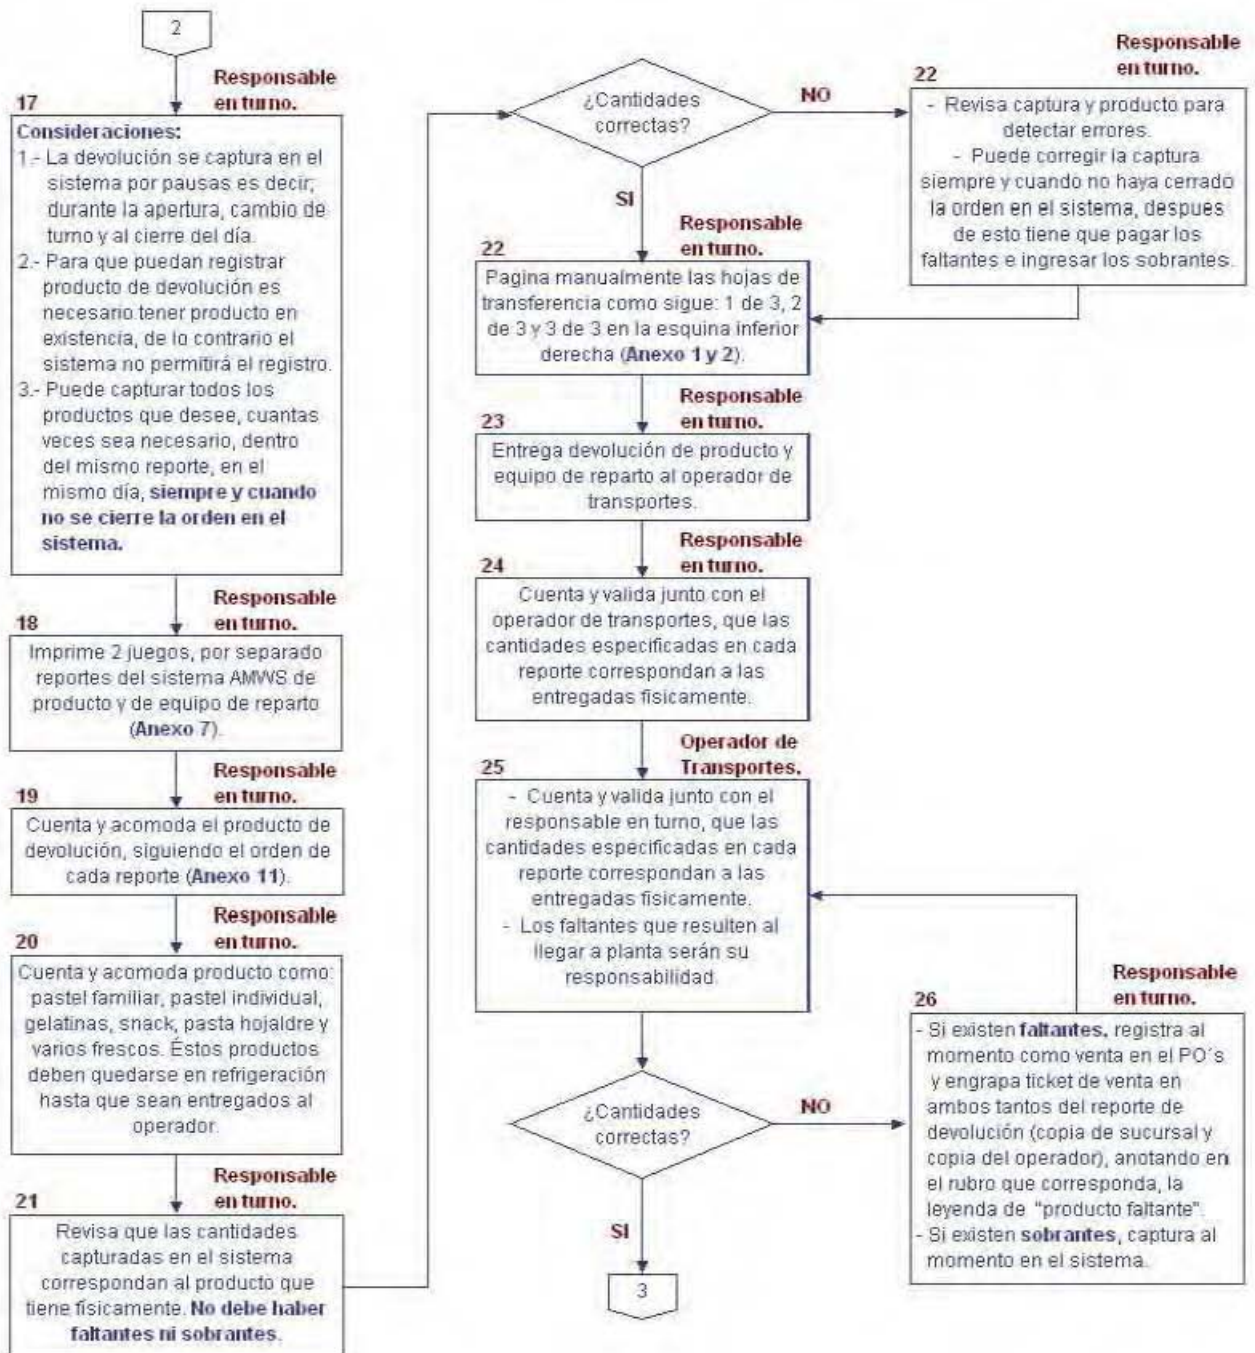 2
Responsable
en turno.
17
Consideraciones:
1.- La devolución se captura en el
sistema por pausas es decir,
durante la apertura, cambio de
turno y al cierre del día.
2.- Para que puedan registrar
producto de devolución es
necesario tener producto en
existencia, de lo contrario el
sistema no permitirá el registro.
3.- Puede capturar todos los
productos que desee, cuantas
veces sea necesario, dentro
del mismo reporte, en el
mismo día, siempre y cuando
no se cierre la orden en el
sistema.
Responsable
en turno.
18
Imprime 2 juegos, por separado
reportes del sistema AMWS de
producto y de equipo de reparto
(Anexo 7).
Responsable
en turno.
19
Cuenta y acomoda el producto de
devolución, siguiendo el orden de
cada reporte (Anexo 11).
Responsable
en turno.
20
Cuenta y acomoda producto como:
pastel familiar, pastel individual,
gelatinas, snack, pasta hojaldre y
varios frescos. Éstos productos
deben quedarse en refrigeración
hasta que sean entregados al
operador.
Responsable
en turno.
21
Revisa que las cantidades
capturadas en el sistema
correspondan al producto que
tiene físicamente. No debe haber
faltantes ni sobrantes.
¿Cantidades
correctas?
NO
SI
Responsable
en turno.
22
- Revisa captura y producto para
detectar errores.
- Puede corregir la captura
siempre y cuando no haya cerrado
la orden en el sistema, después
de esto tiene que pagar los
faltantes e ingresar los sobrantes.
Responsable
en turno.
22
Pagina manualmente las hojas de
transferencia como sigue: 1 de 3, 2
de 3 y 3 de 3 en la esquina inferior
derecha (Anexo 1 y 2).
Responsable
en turno.
23
Entrega devolución de producto y
equipo de reparto al operador de
transportes.
Responsable
en turno.
24
Cuenta y valida junto con el
operador de transportes, que las
cantidades especificadas en cada
reporte correspondan a las
entregadas físicamente.
Operador de
Transportes.
25
- Cuenta y valida junto con el
responsable en turno, que las
cantidades especificadas en cada
reporte correspondan a las
entregadas físicamente.
- Los faltantes que resulten al
llegar a planta serán su
responsabilidad.
¿Cantidades
correctas?
NO
SI
3
Responsable
en turno.
26
- Si existen faltantes, registra al
momento como venta en el PO´s
y engrapa ticket de venta en
ambos tantos del reporte de
devolución (copia de sucursal y
copia del operador), anotando en
el rubro que corresponda, la
leyenda de "producto faltante".
- Si existen sobrantes, captura al
momento en el sistema.